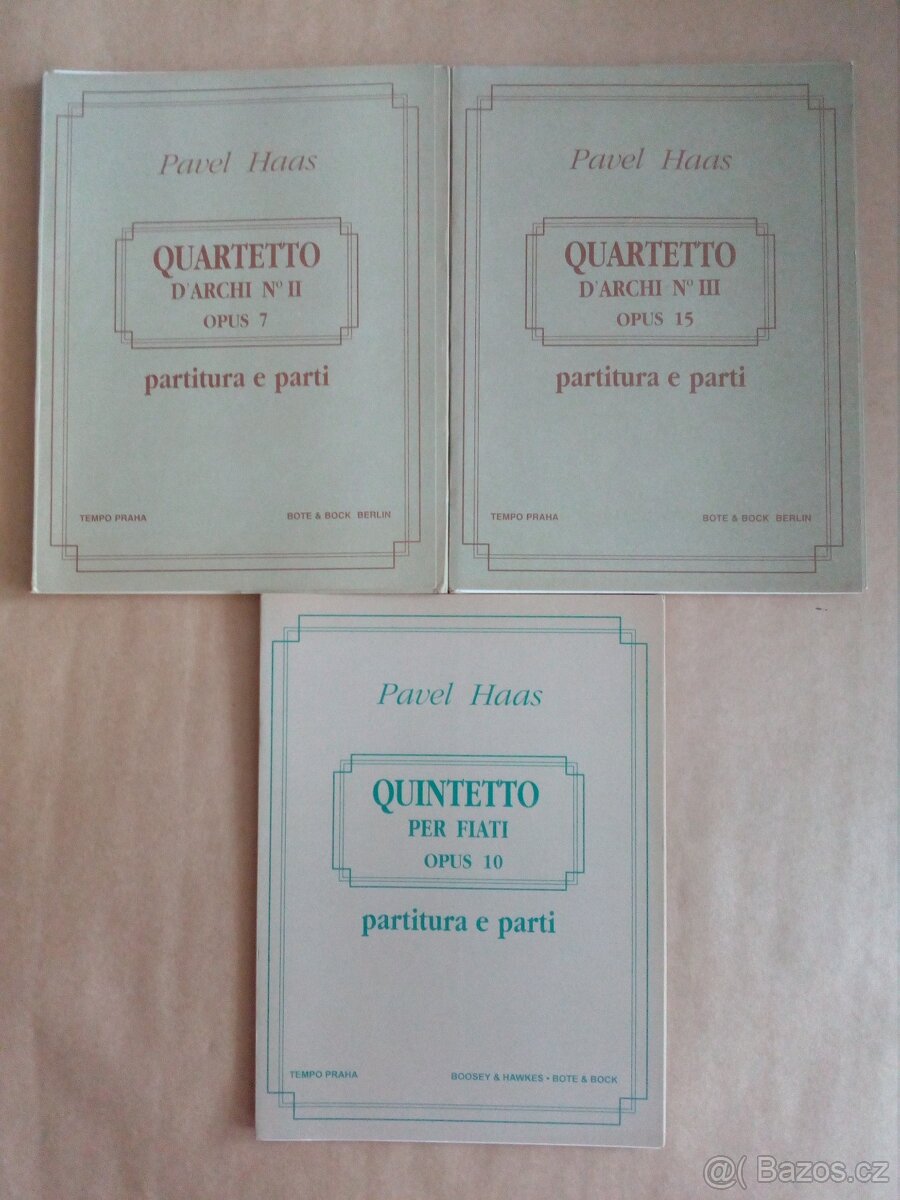 Pavel Haas
QUARTETTO
D'ARCHI Nº II
OPUS 7
partitura e parti
TEMPO PRAHA
BOTE & BOCK BERLIN
Pavel Haas
QUARTETTO
D'ARCHI Nº III
OPUS 15
partitura e parti
TEMPO PRAHA
BOTE & BOCK BERLIN
Pavel Haas
QUINTETTO
PER FIATI
OPUS 10
partitura e parti
TEMPO PRAHA
BOOSEY & HAWKES • BOTE & BOCK
@( Bazos.cz